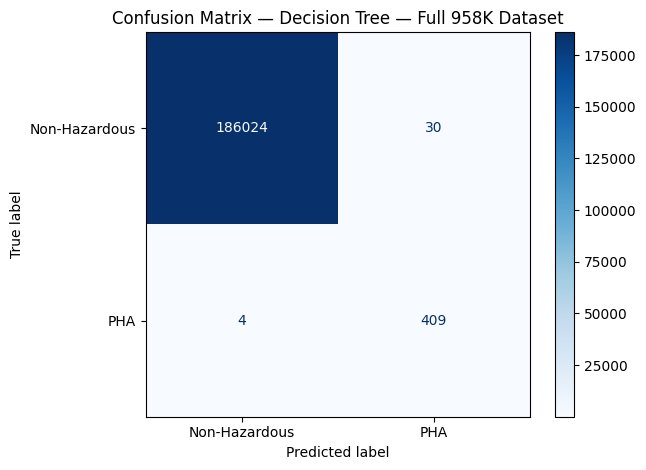 Confusion Matrix — Decision Tree — Full 958K Dataset
True label
Non-Hazardous
186024
30
PHA
4
409
Non-Hazardous
PHA
Predicted label
175000
150000
125000
100000
75000
50000
25000